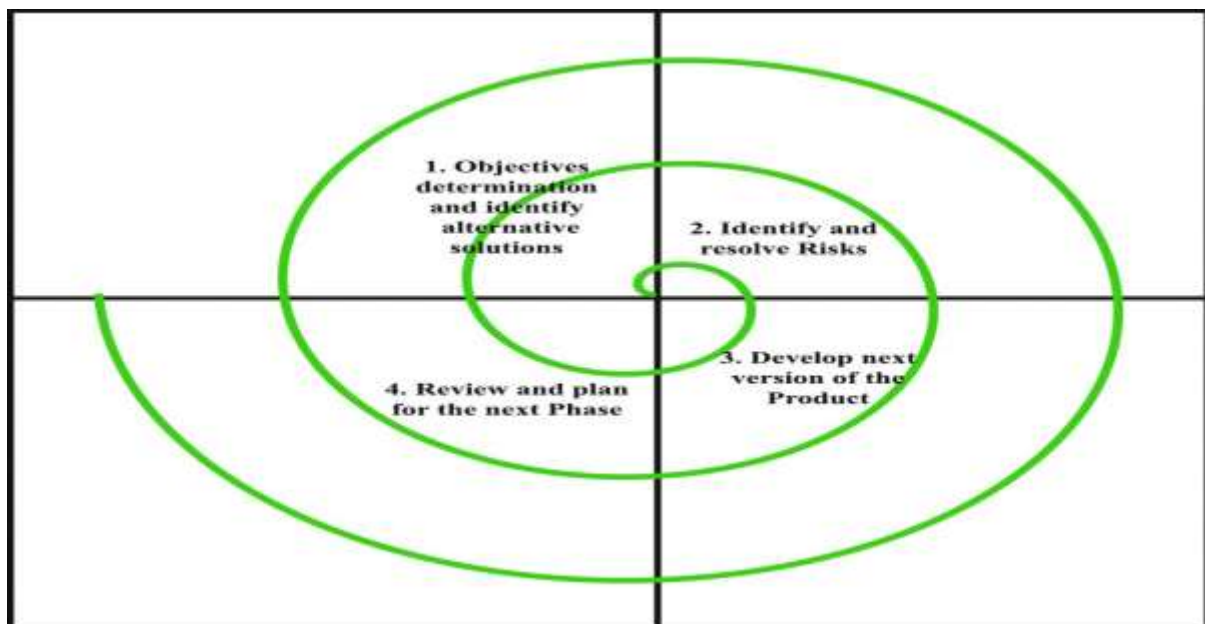 1. Objectives
determination
and identify
alternative
solutions
2. Identify and
resolve Risks
3. Develop next
version of the
Product
4. Review and plan
for the next Phase